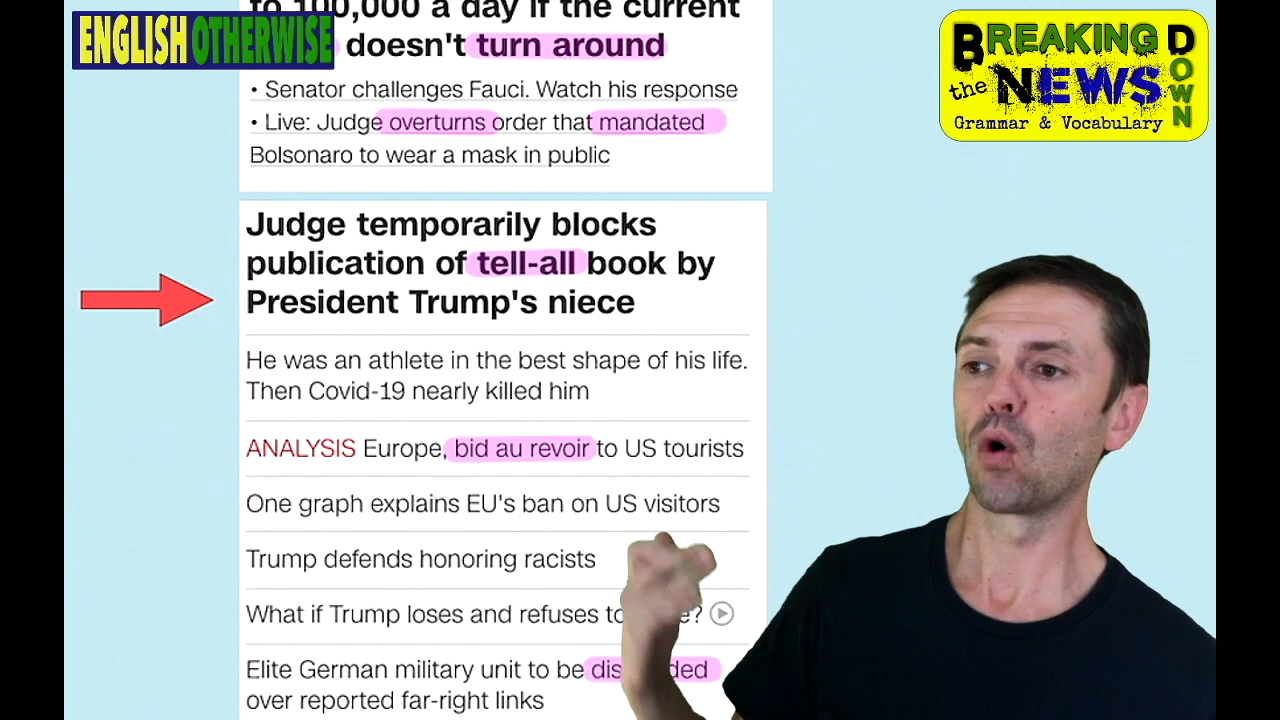 to 100,000 a day if the current
doesn't turn around
ENGLISH OTHERWISE
BREAKING DOWN
the NEWS
Grammar & Vocabulary
• Senator challenges Fauci. Watch his response
• Live: Judge overturns order that mandated
Bolsonaro to wear a mask in public
Judge temporarily blocks
publication of tell-all book by
President Trump's niece
He was an athlete in the best shape of his life.
Then Covid-19 nearly killed him
ANALYSIS Europe, bid au revoir to US tourists
One graph explains EU's ban on US visitors
Trump defends honoring racists
What if Trump loses and refuses
Elite German military unit to be
over reported far-right links